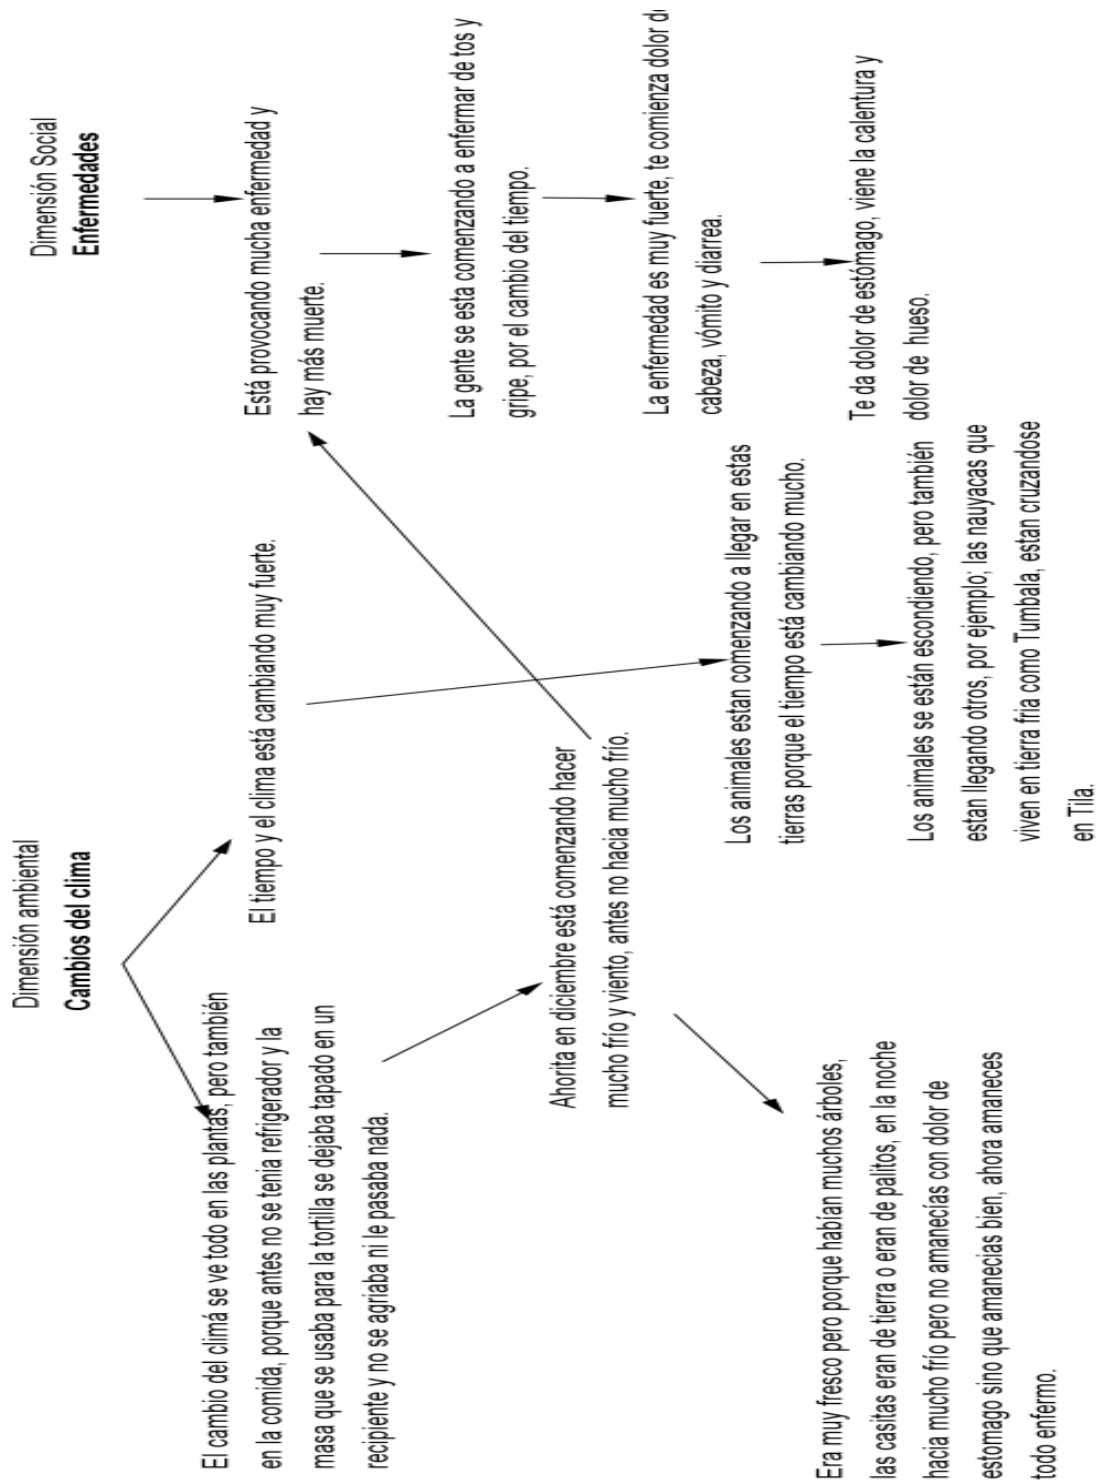 Dimensión ambiental
Cambios del clima
El cambio del climá se ve todo en las plantas, pero también
en la comida, porque antes no se tenia refrigerador y la
masa que se usaba para la tortilla se dejaba tapado en un
recipiente y no se agriaba ni le pasaba nada.
El tiempo y el clima está cambiando muy fuerte.
Ahorita en diciembre está comenzando hacer
mucho frío y viento, antes no hacia mucho frío.
Los animales estan comenzando a llegar en estas
tierras porque el tiempo está cambiando mucho.
Era muy fresco pero porque habían muchos árboles,
las casitas eran de tierra o eran de palitos, en la noche
hacia mucho frío pero no amanecías con dolor de
estomago sino que amanecias bien, ahora amaneces
todo enfermo.
Los animales se están escondiendo, pero también
estan llegando otros, por ejemplo; las nauyacas que
viven en tierra fria como Tumbala, estan cruzandose
en Tila.
Dimensión Social
Enfermedades
Está provocando mucha enfermedad y
hay más muerte.
La gente se esta comenzando a enfermar de tos y
gripe, por el cambio del tiempo.
La enfermedad es muy fuerte, te comienza dolor d
cabeza, vómito y diarrea.
Te da dolor de estómago, viene la calentura y
dolor de hueso.